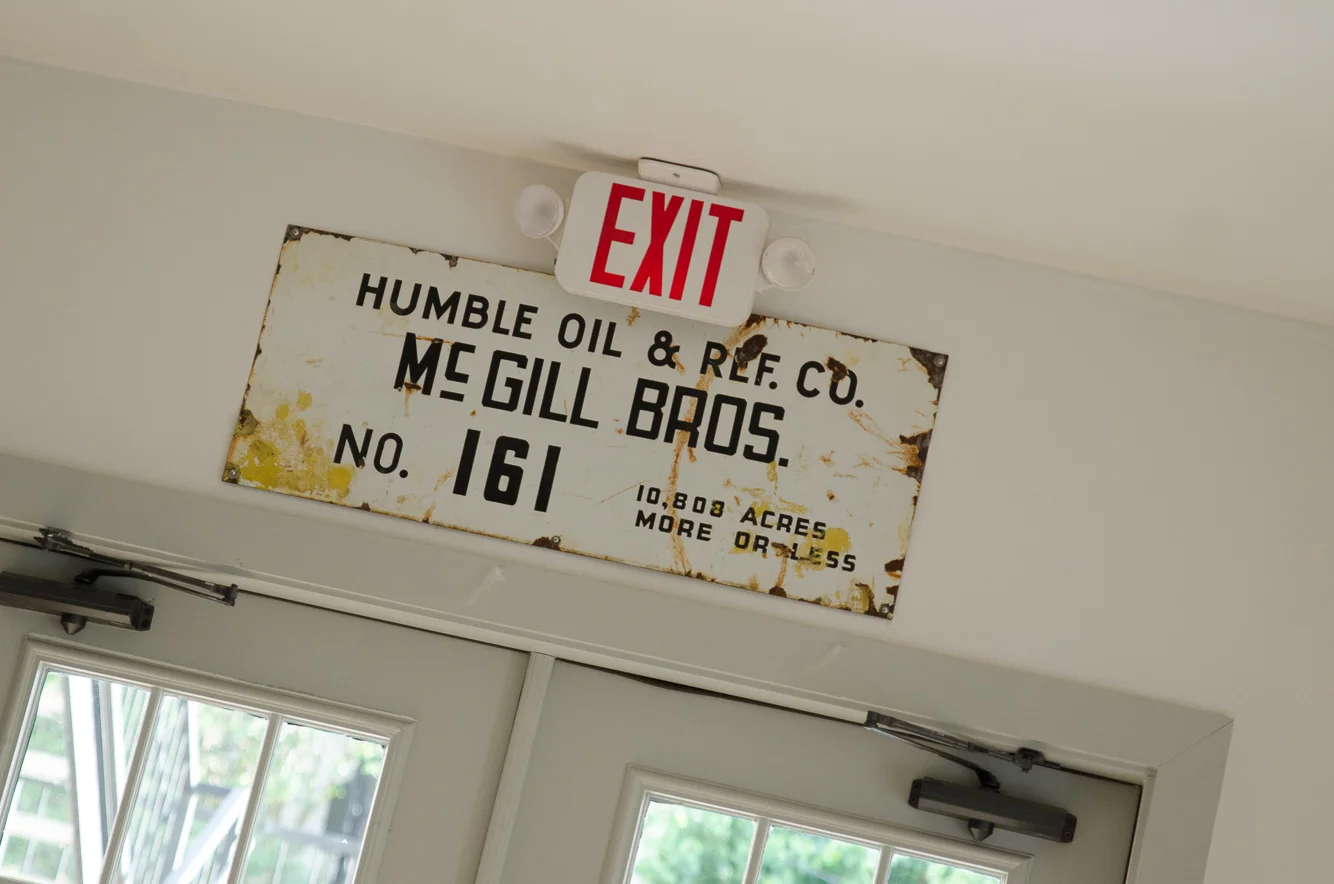 EXIT
HUMBLE OIL & REF. CO.
McGILL BROS.
NO. 161
10,808 ACRES
MORE OR LESS